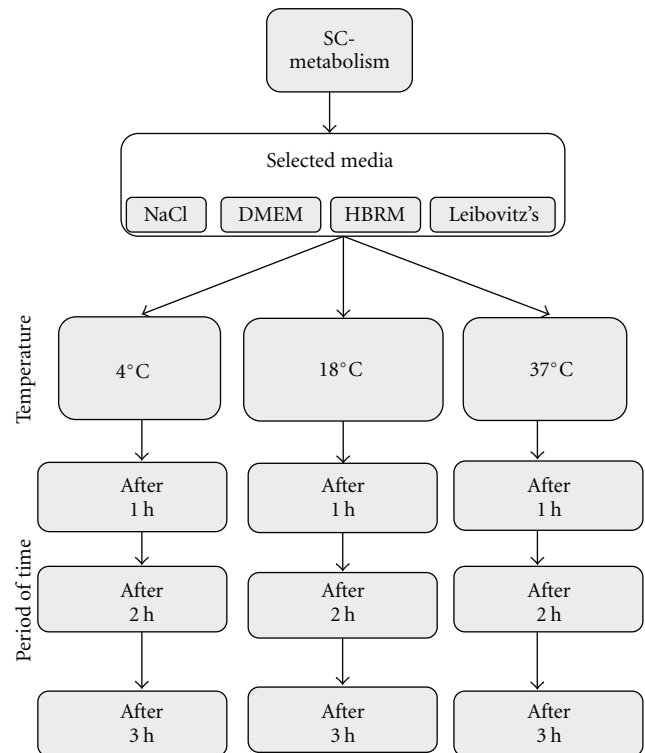 SC-
metabolism
Selected media
NaCl
DMEM
HBRM
Leibovitz's
Temperature
4°C
18°C
37°C
Period of time
After
1 h
After
1 h
After
1 h
After
2 h
After
2 h
After
2 h
After
3 h
After
3 h
After
3 h